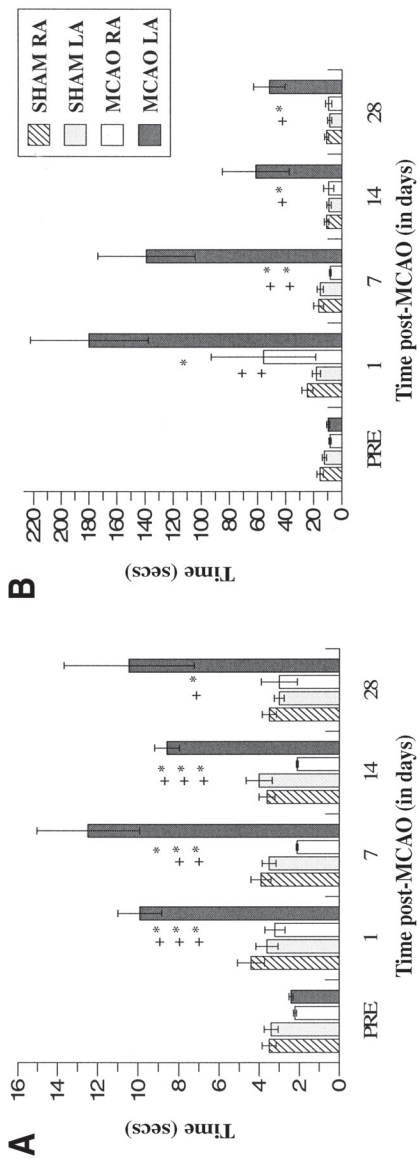 A
Time (secs)
16
14
12
10
8
6
4
2
0
+ + + * * *
+ + * * *
+ + + * * *
+ *
PRE 1 7 14 28
Time post-MCAO (in days)
B
Time (secs)
220
200
180
160
140
120
100
80
60
40
20
0
SHAM RA
SHAM LA
MCAO RA
MCAO LA
+ + *
+ + * *
+ *
+ *
PRE 1 7 14 28
Time post-MCAO (in days)